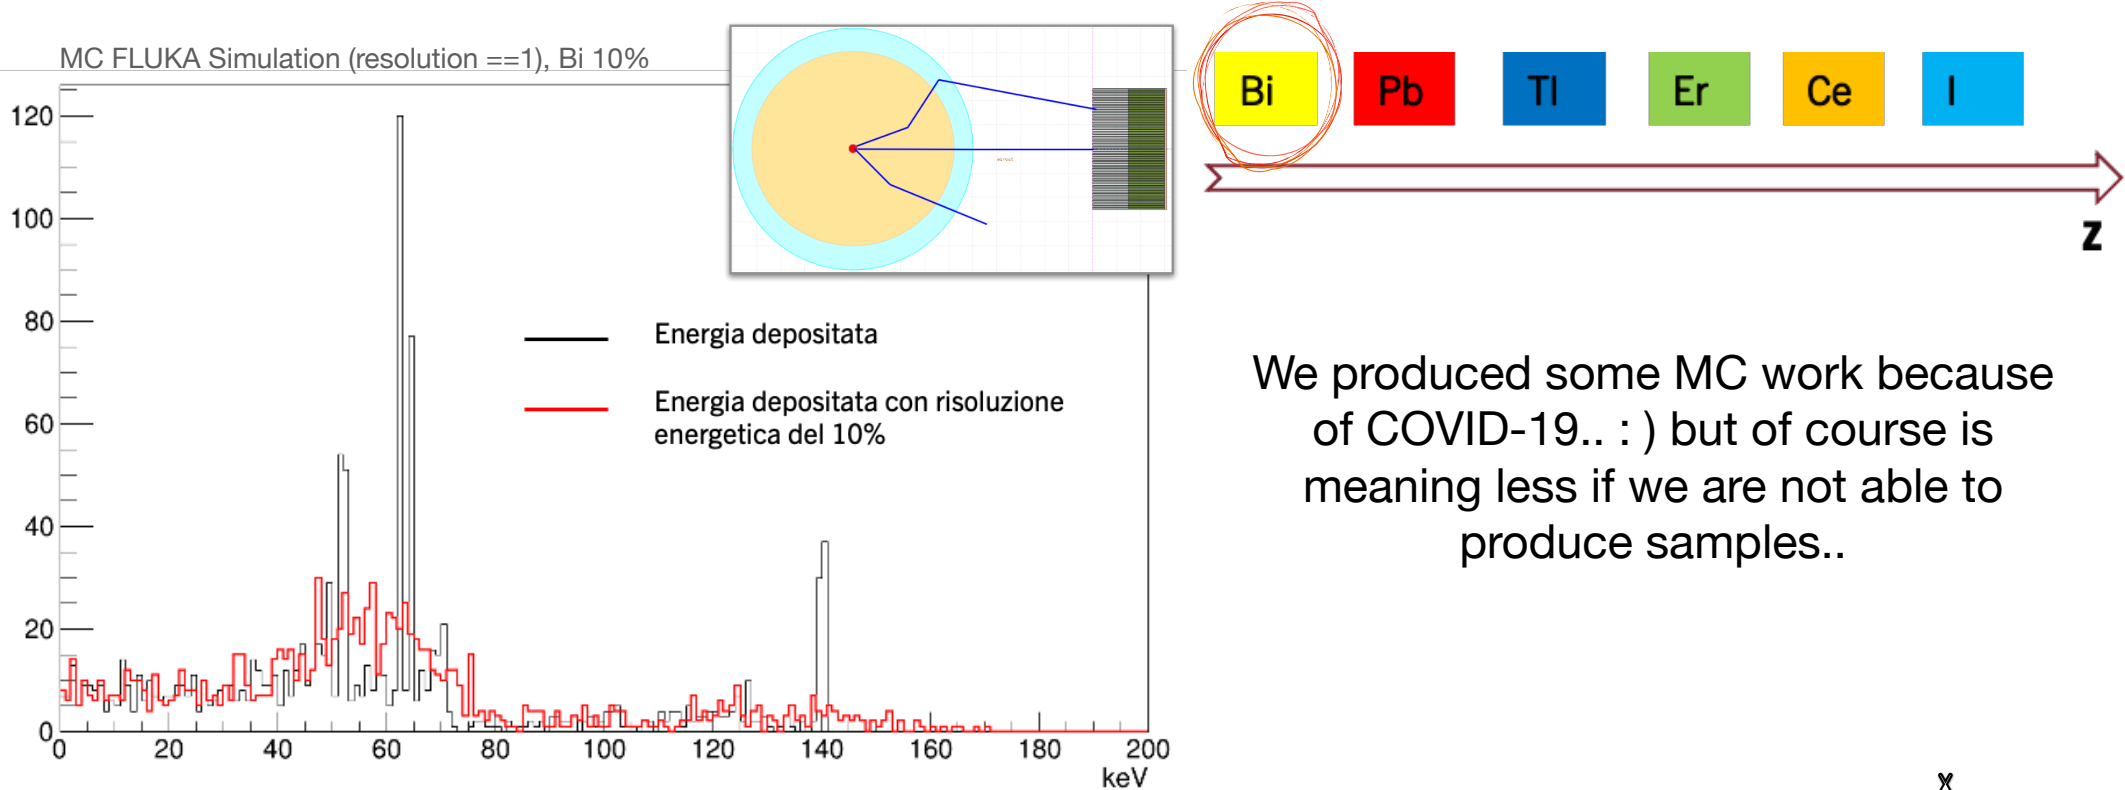 MC FLUKA Simulation (resolution ==1), Bi 10%
120
100
80
60
40
20
0
0 20 40 60 80 100 120 140 160 180 200
keV
Energia depositata
Energia depositata con risoluzione
energetica del 10%
Bi Pb Tl Er Ce I
z
We produced some MC work because
of COVID-19.. : ) but of course is
meaning less if we are not able to
produce samples..